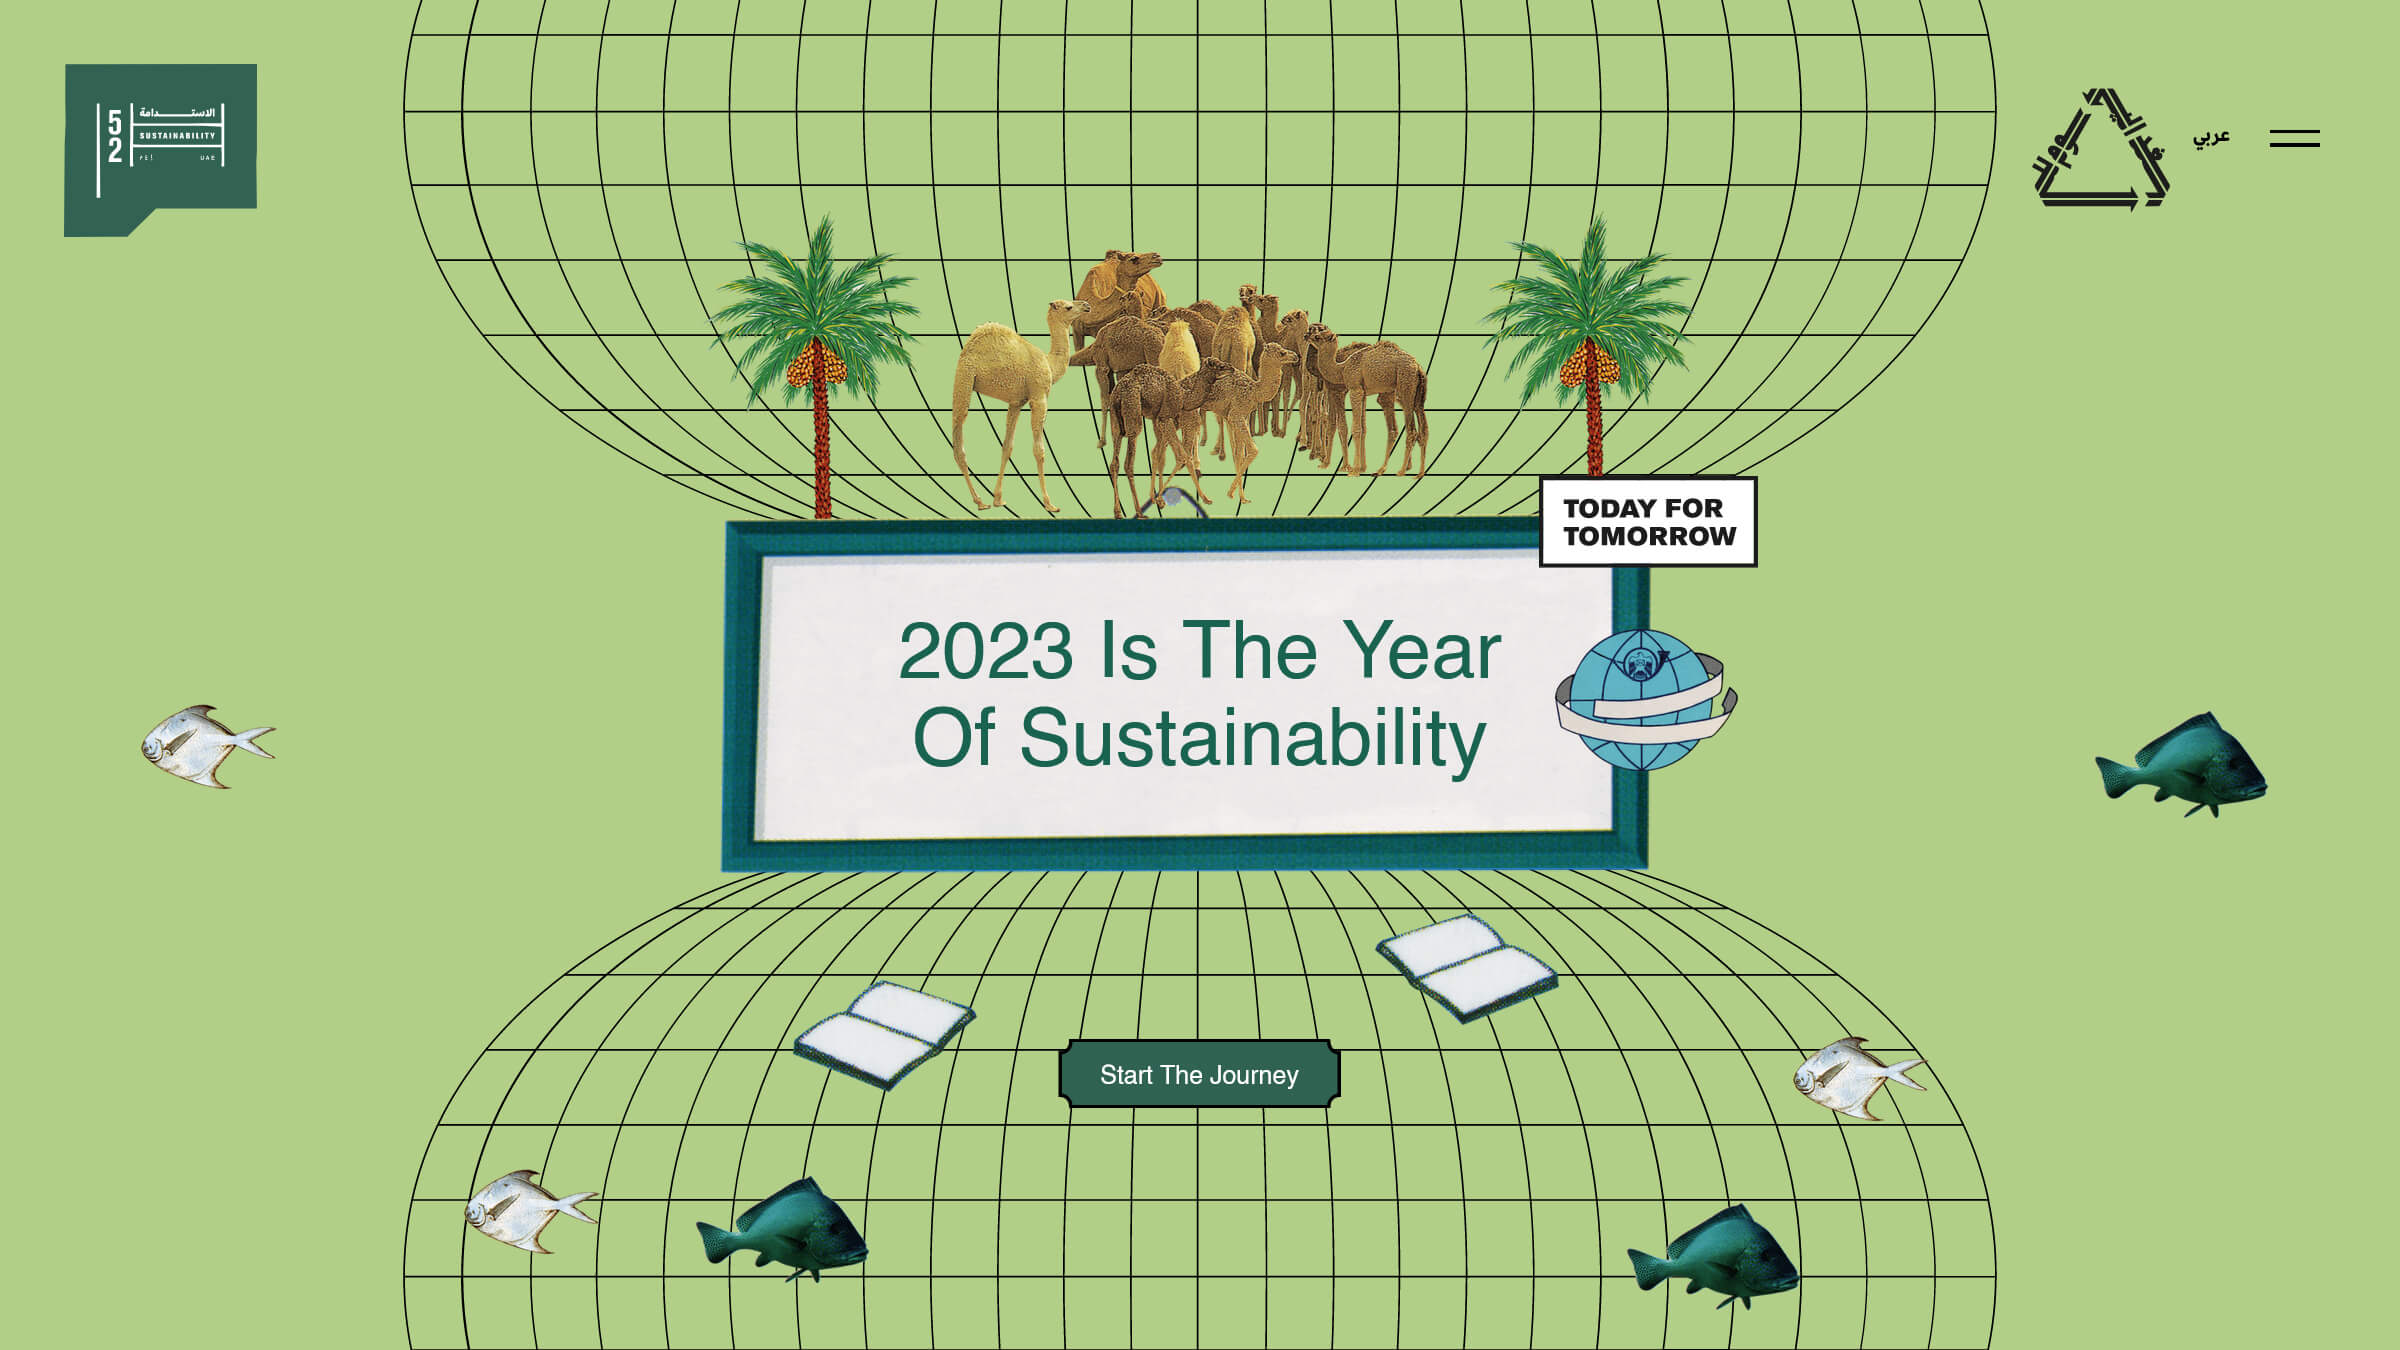 52
الاستدامة
SUSTAINABILITY
UAE
عربي
TODAY FOR
TOMORROW
2023 Is The Year
Of Sustainability
Start The Journey